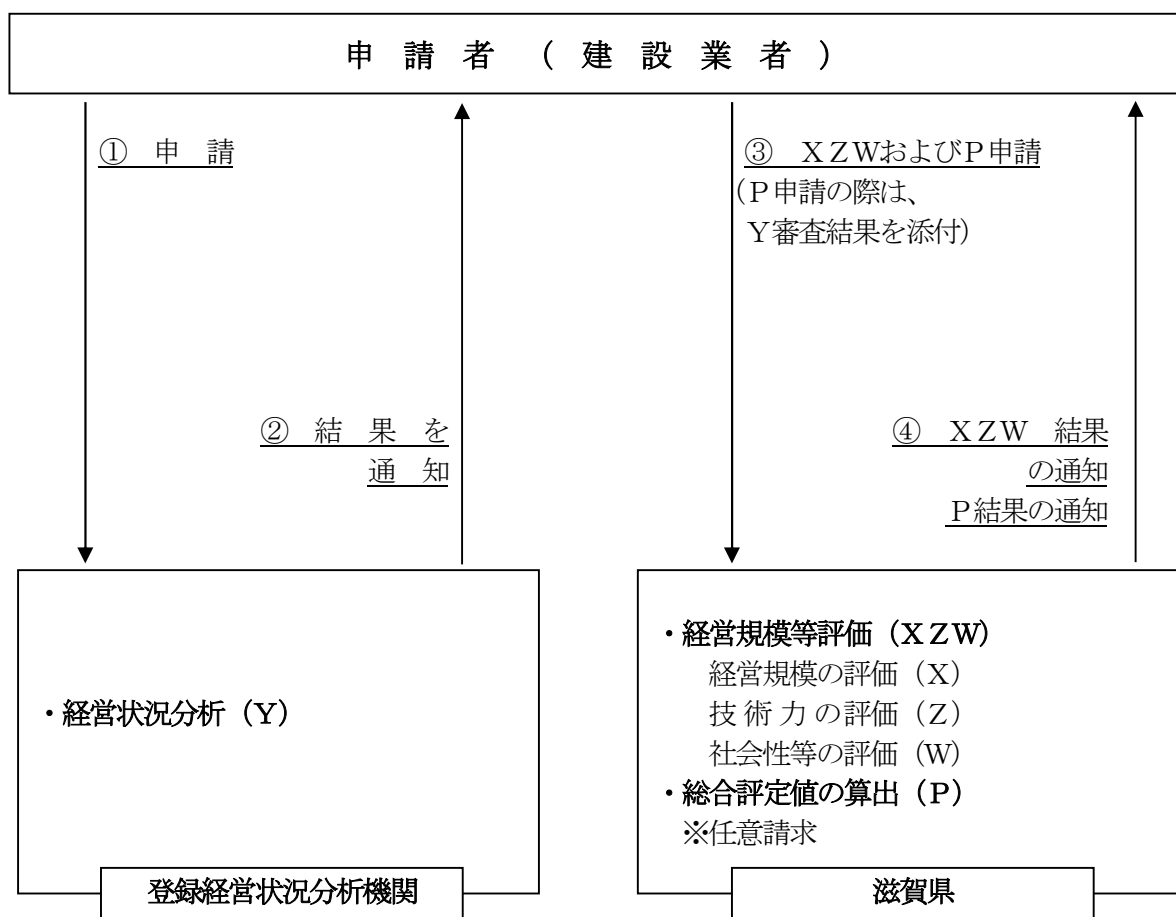 申 請 者 ( 建 設 業 者 )
① 申 請
② 結 果 を
通 知
③ ＸＺＷおよびＰ申請
（Ｐ申請の際は、
Ｙ審査結果を添付）
④ ＸＺＷ 結果
の通知
Ｐ結果の通知
・経営状況分析（Ｙ）
登録経営状況分析機関
・経営規模等評価（ＸＺＷ）
経営規模の評価（Ｘ）
技 術 力 の評価（Ｚ）
社会性等の評価（Ｗ）
・総合評定値の算出（Ｐ）
※任意請求
滋賀県